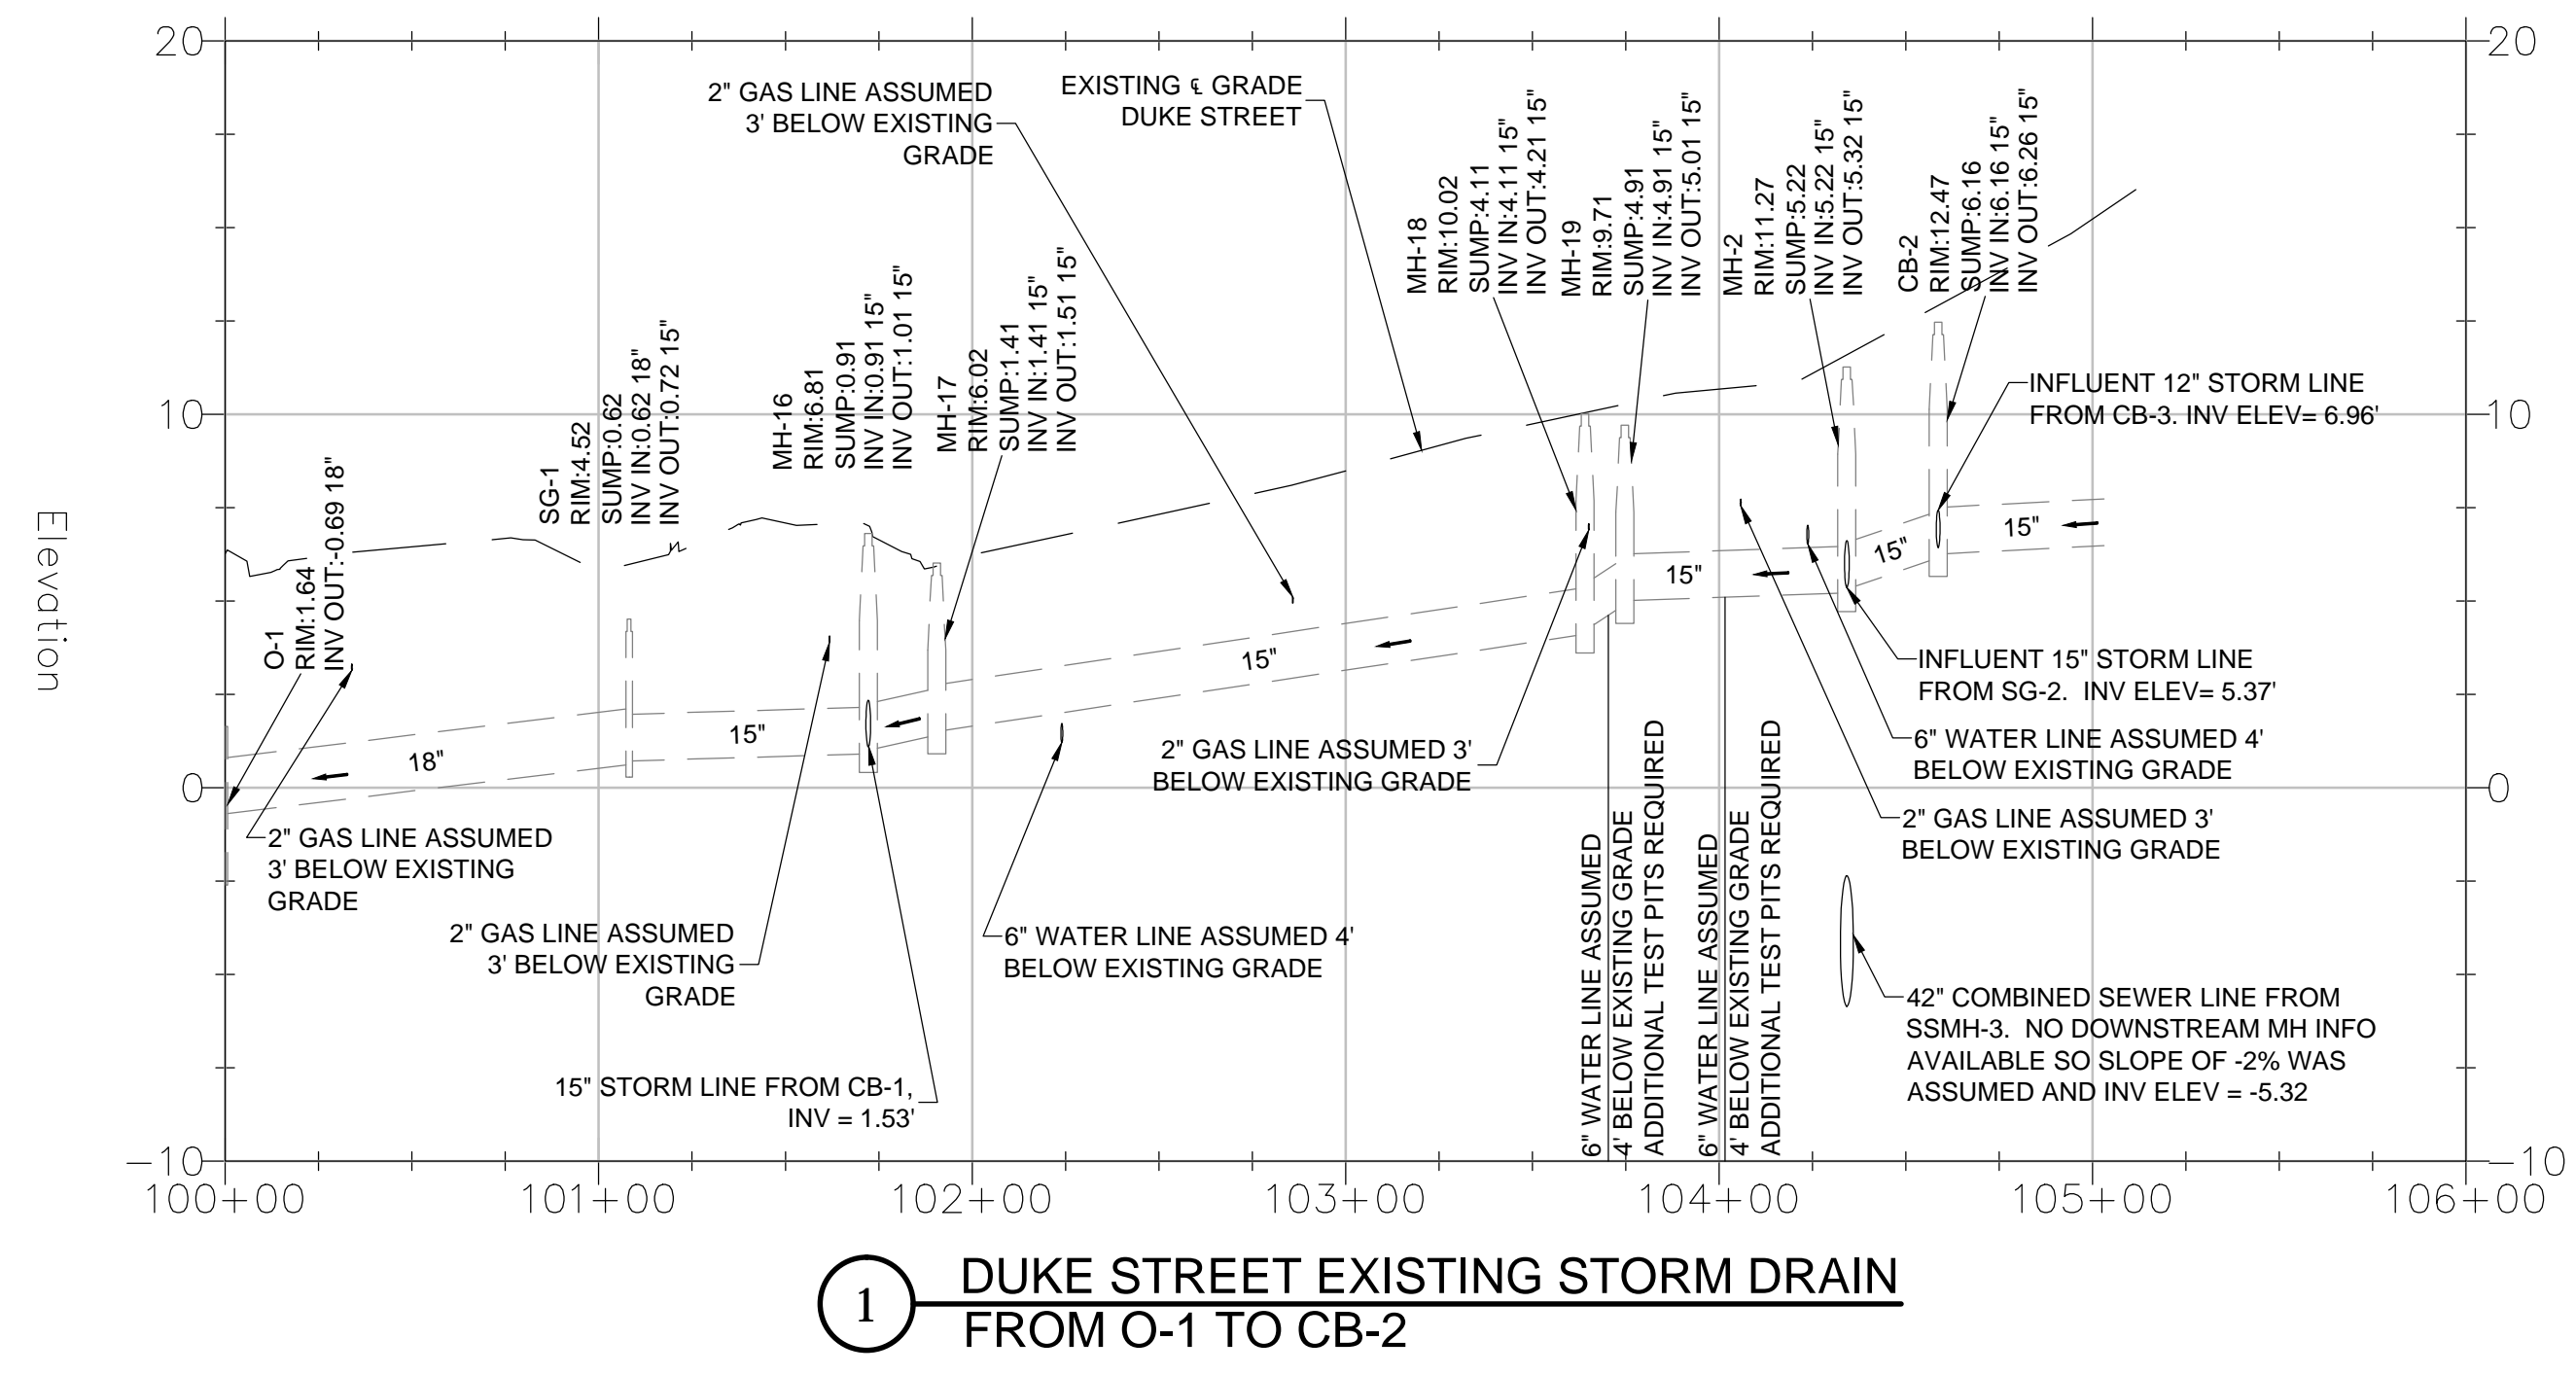 20
20
10
10
0
0
-10
-10
Elevation
2" GAS LINE ASSUMED
3' BELOW EXISTING
GRADE
EXISTING ℄ GRADE
DUKE STREET
O-1
RIM:1.64
INV OUT:-0.69 18"
SG-1
RIM:4.52
SUMP:0.62
INV IN:0.62 18"
INV OUT:0.72 15"
MH-16
RIM:6.81
SUMP:0.91
INV IN:0.91 15"
INV OUT:1.01 15"
MH-17
RIM:6.02
SUMP:1.41
INV IN:1.41 15"
INV OUT:1.51 15"
MH-18
RIM:10.02
SUMP:4.11
INV IN:4.11 15"
INV OUT:4.21 15"
MH-19
RIM:9.71
SUMP:4.91
INV IN:4.91 15"
INV OUT:5.01 15"
MH-2
RIM:11.27
SUMP:5.22
INV IN:5.22 15"
INV OUT:5.32 15"
CB-2
RIM:12.47
SUMP:6.16
INV IN:6.16 15"
INV OUT:6.26 15"
INFLUENT 12" STORM LINE
FROM CB-3. INV ELEV= 6.96'
18"
15"
15"
15"
15"
15"
INFLUENT 15" STORM LINE
FROM SG-2.  INV ELEV= 5.37'
6" WATER LINE ASSUMED 4'
BELOW EXISTING GRADE
2" GAS LINE ASSUMED 3'
BELOW EXISTING GRADE
2" GAS LINE ASSUMED 3'
BELOW EXISTING GRADE
2" GAS LINE ASSUMED
3' BELOW EXISTING
GRADE
2" GAS LINE ASSUMED
3' BELOW EXISTING
GRADE
6" WATER LINE ASSUMED 4'
BELOW EXISTING GRADE
15" STORM LINE FROM CB-1,
INV = 1.53'
6" WATER LINE ASSUMED
4' BELOW EXISTING GRADE
ADDITIONAL TEST PITS REQUIRED
6" WATER LINE ASSUMED
4' BELOW EXISTING GRADE
ADDITIONAL TEST PITS REQUIRED
42" COMBINED SEWER LINE FROM
SSMH-3.  NO DOWNSTREAM MH INFO
AVAILABLE SO SLOPE OF -2% WAS
ASSUMED AND INV ELEV = -5.32
100+00
101+00
102+00
103+00
104+00
105+00
106+00
1
DUKE STREET EXISTING STORM DRAIN
FROM O-1 TO CB-2